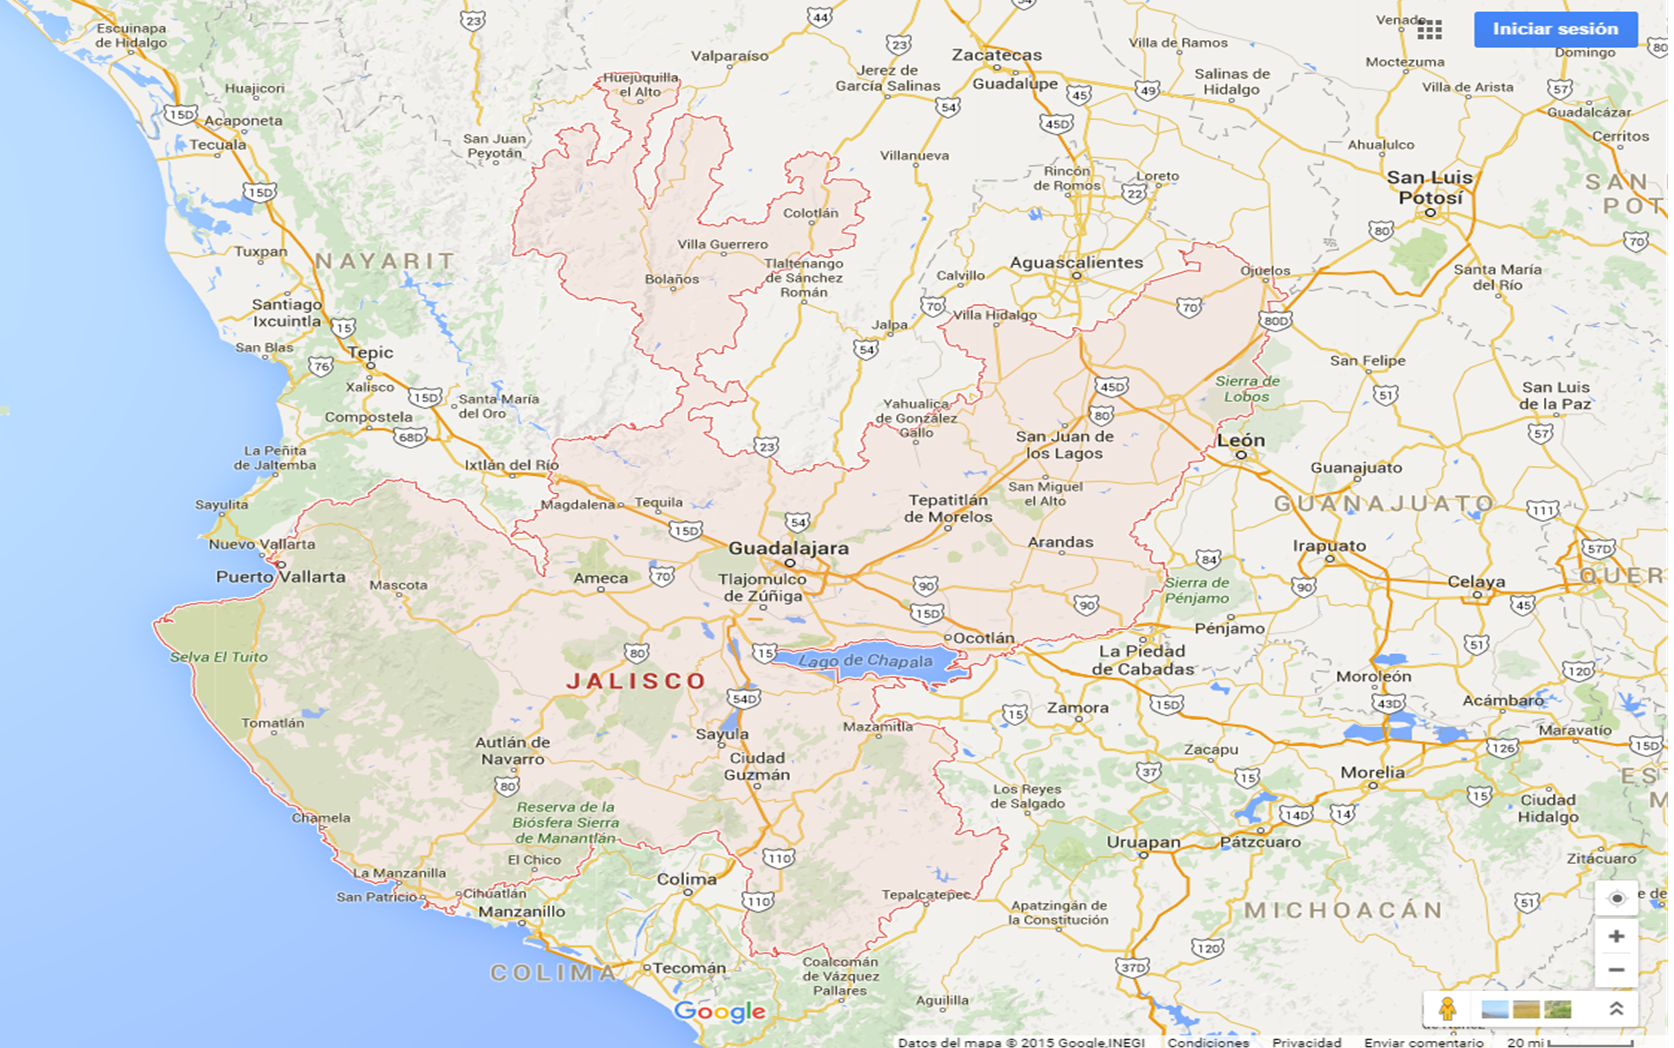 Escuinapa
de Hidalgo
23
44
Valparaíso
23
Zacatecas
Guadalupe
54
Villa de Ramos
Venado
Iniciar sesión
Domingo
80
Moctezuma
Salinas de
Hidalgo
Villa de Arista
57
Guadalcázar
Cerritos
Huejuquilla
el Alto
Jerez de
García Salinas
54
45
49
45D
Huajicori
15D
Acaponeta
Tecuala
San Juan
Peyotán
Villanueva
Ahualulco
15D
Rincón
de Romos
Loreto
22
San Luis
Potosí
SAN
POT
Colotlán
80
70
Tuxpan
NAYARIT
Villa Guerrero
Bolaños
Tlaltenango
de Sánchez
Román
Calvillo
Aguascalientes
Ojuelos
Santa María
del Río
Santiago
Ixcuintla
15
70
Villa Hidalgo
70
80D
Jalpa
54
San Blas
Tepic
76
Xalisco
San Felipe
Santa María
del Oro
15D
45D
Sierra de
Lobos
51
San Luis
de la Paz
Compostela
68D
Yahualica
de González
Gallo
80
57
23
San Juan de
los Lagos
León
La Peñita
de Jaltemba
Ixtlán del Río
Guanajuato
GUANAJUATO
Sayulita
Magdalena
Tequila
San Miguel
el Alto
Tepatitlán
de Morelos
111
15D
54
Nuevo Vallarta
Guadalajara
Arandas
Irapuato
57D
Puerto Vallarta
Mascota
Ameca
70
Tlajomulco
de Zúñiga
90
84
Sierra de
Pénjamo
90
Celaya
QUER
45
15D
90
Pénjamo
Ocotlán
Selva El Tuito
80
15
Lago de Chapala
La Piedad
de Cabadas
51
120
JALISCO
54D
Moroleón
43D
Acámbaro
Zamora
15
15D
Tomatlán
Sayula
Mazamitla
Maravatío
126
15D
Autlán de
Navarro
80
Ciudad
Guzmán
Zacapu
37
15
Morelia
EST
M
Los Reyes
de Salgado
15
Ciudad
Hidalgo
Chamela
Reserva de la
Biósfera Sierra
de Manantlán
14D
14
Uruapan
Pátzcuaro
Zitácuaro
El Chico
110
La Manzanilla
San Patricio
Cihuatlán
Colima
110
Tepalcatepec
Apatzingán de
la Constitución
MICHOACÁN
51
Manzanillo
120
COLIMA
Tecomán
Coalcomán
de Vázquez
Pallares
37D
Aguililla
Google
Datos del mapa © 2015 Google,INEGI
Condiciones
Privacidad
Enviar comentario
20 mi